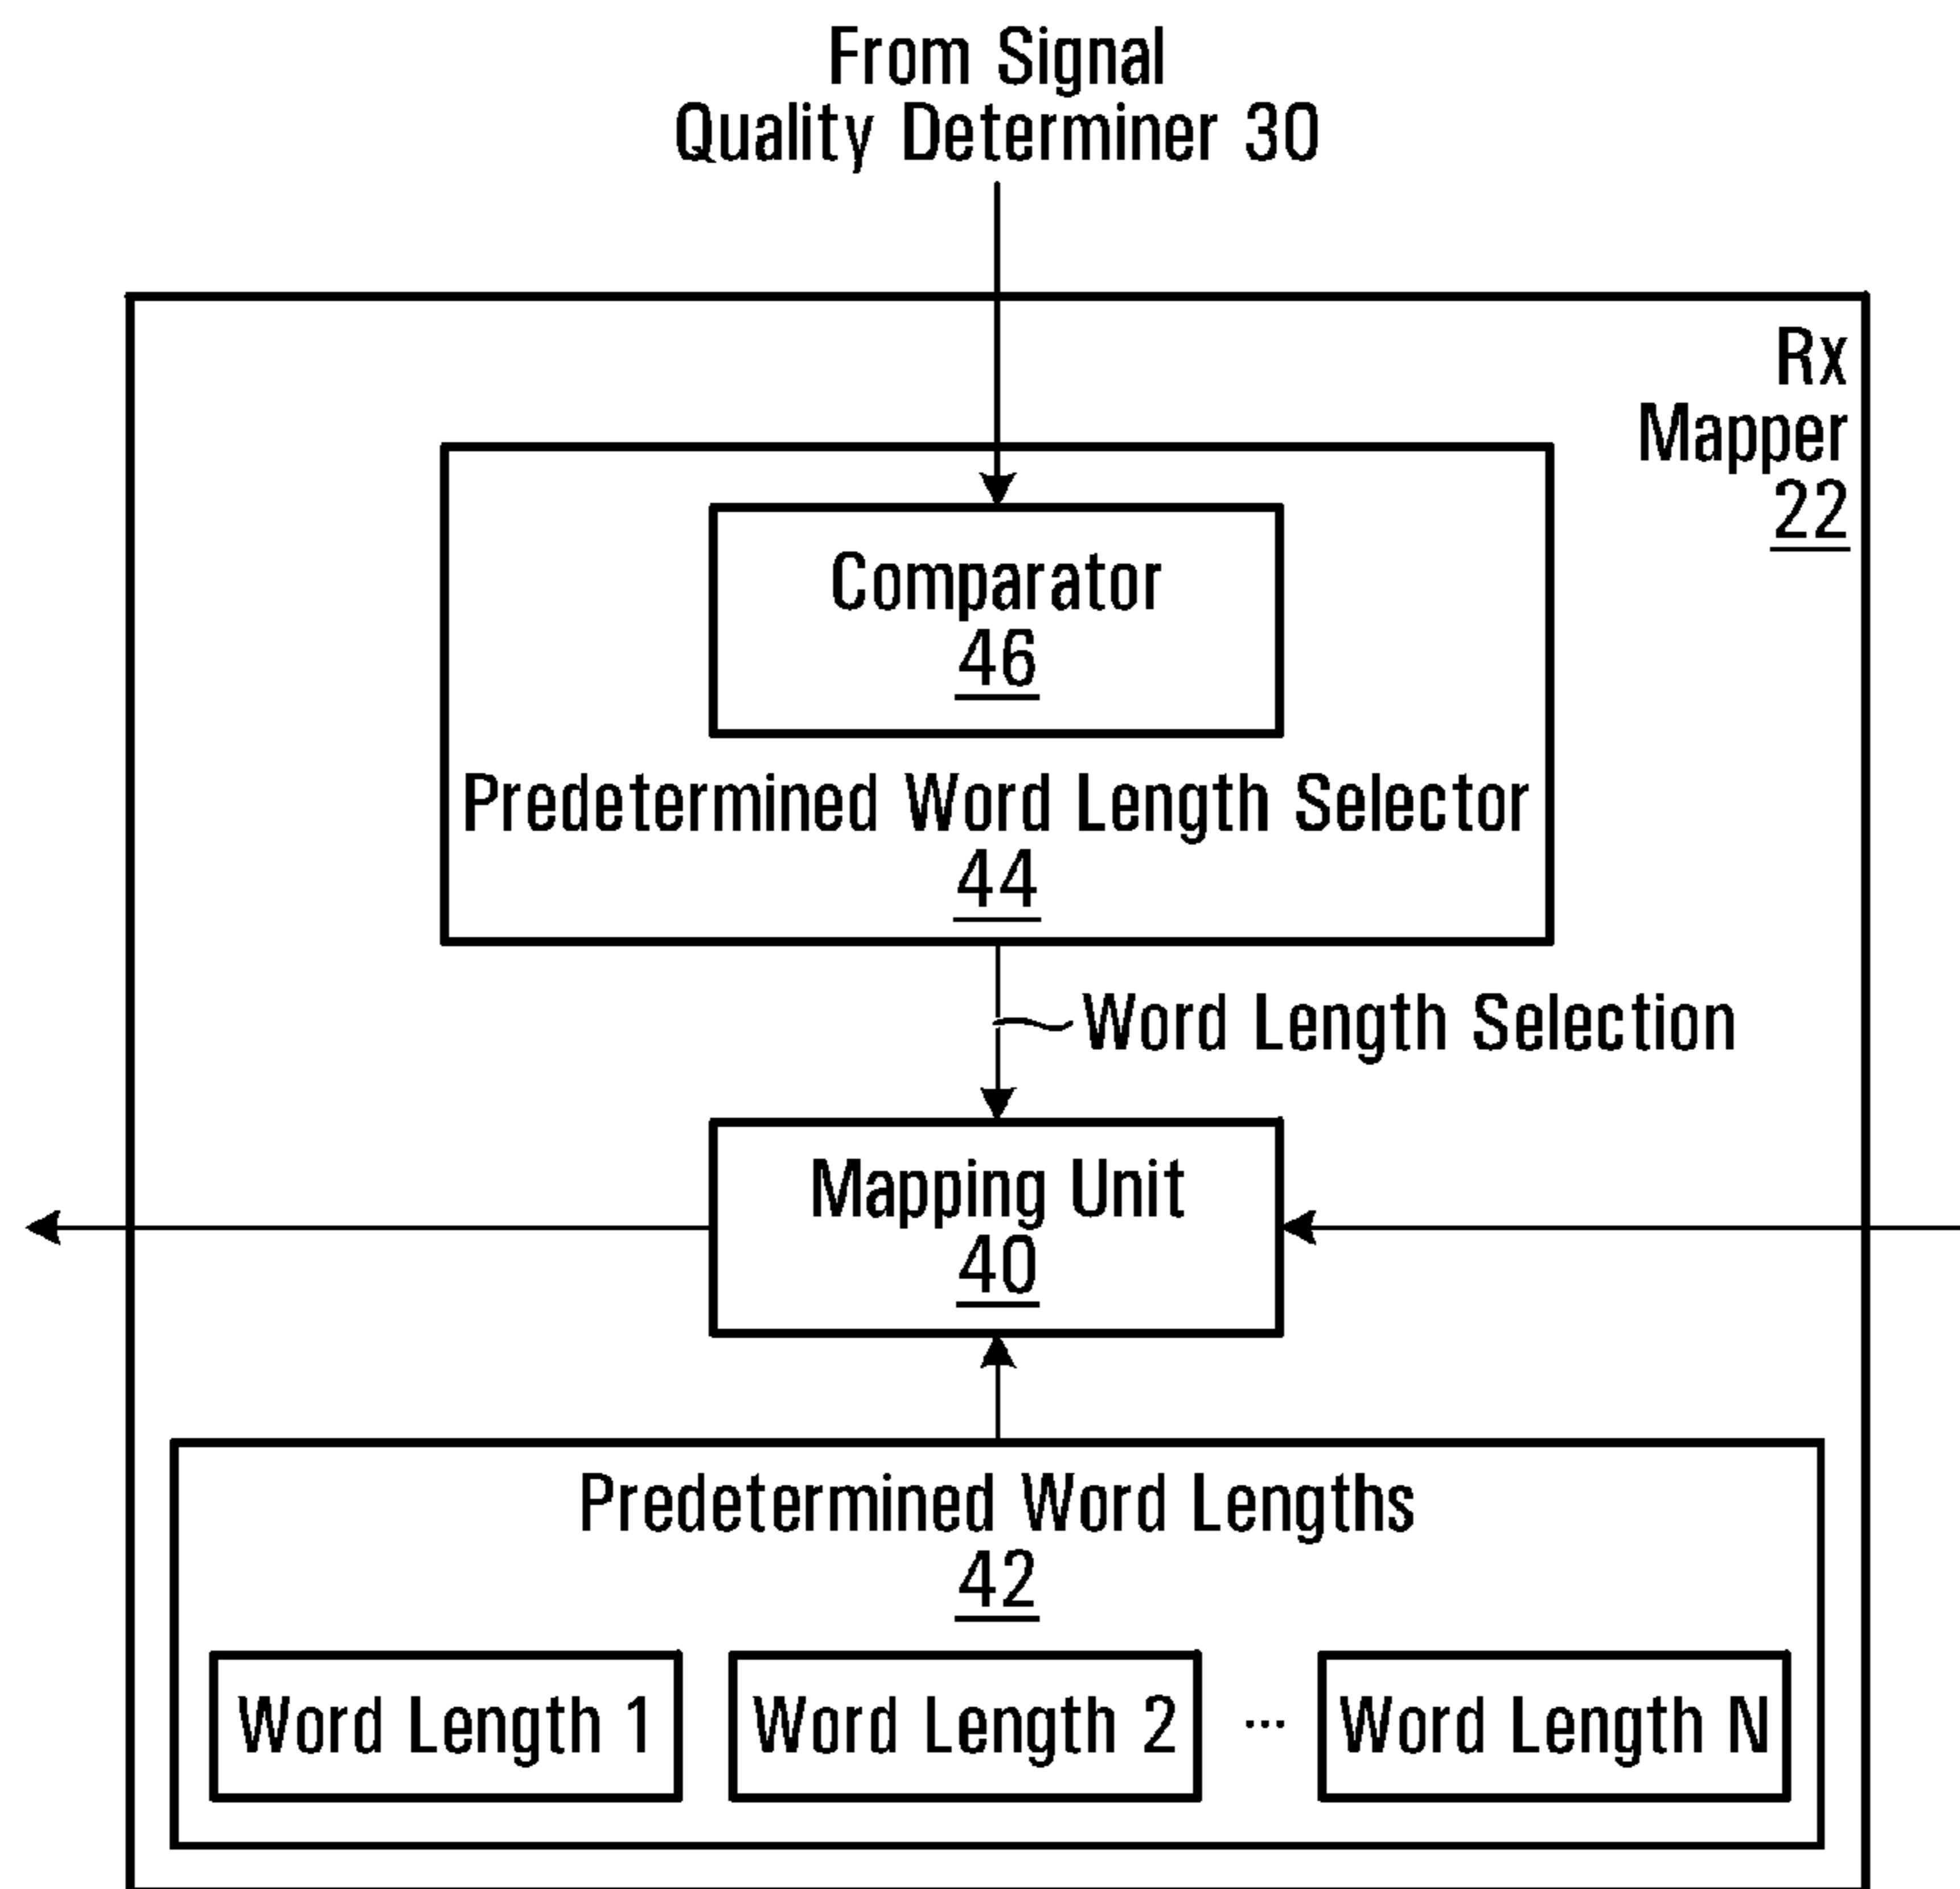 From Signal
Quality Determiner 30
Rx
Mapper
22
Comparator
46
Predetermined Word Length Selector
44
Word Length Selection
Mapping Unit
40
Predetermined Word Lengths
42
Word Length 1
Word Length 2
...
Word Length N